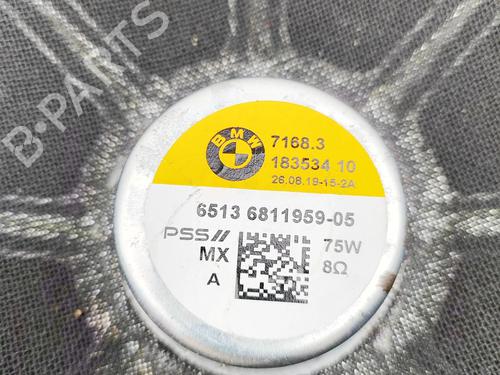 B-PARTS
BMW
7168.3
183534 10
26.08.19-15-2A
6513 6811959-05
PSS//
75W
MX
8Ω
A